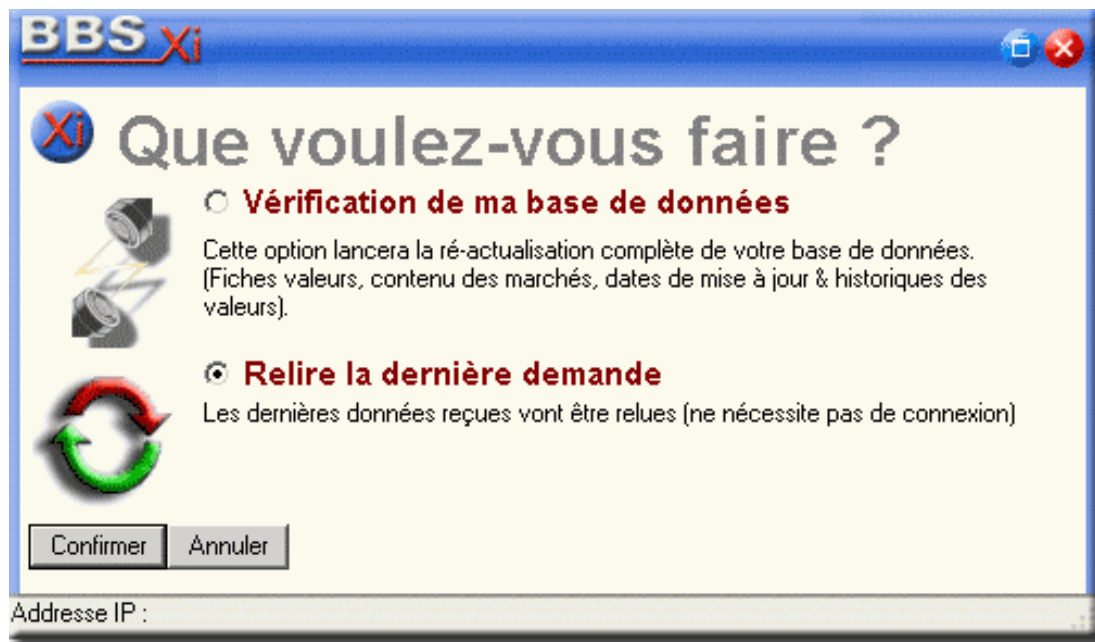 BBS Xi
Xi
Que voulez-vous faire ?
Vérification de ma base de données
Cette option lancera la ré-actualisation complète de votre base de données.
(Fiches valeurs, contenu des marchés, dates de mise à jour & historiques des
valeurs).
Relire la dernière demande
Les dernières données reçues vont être relues (ne nécessite pas de connexion)
Confirmer Annuler
Addresse IP :